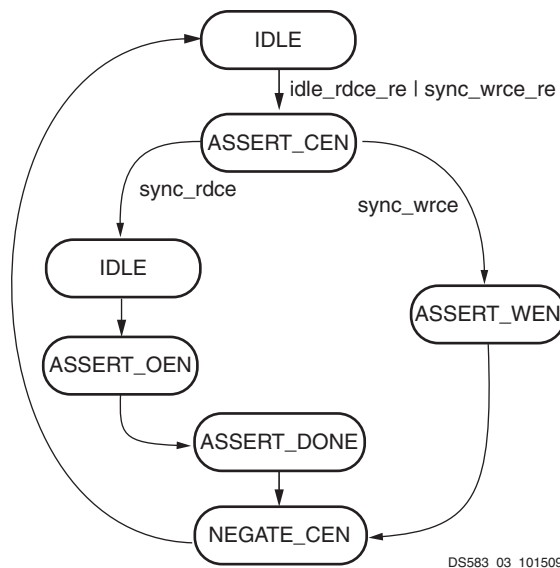 IDLE
idle_rdce_re | sync_wrce_re
ASSERT_CEN
sync_rdce
sync_wrce
IDLE
ASSERT_WEN
ASSERT_OEN
ASSERT_DONE
NEGATE_CEN
DS583_03_101509